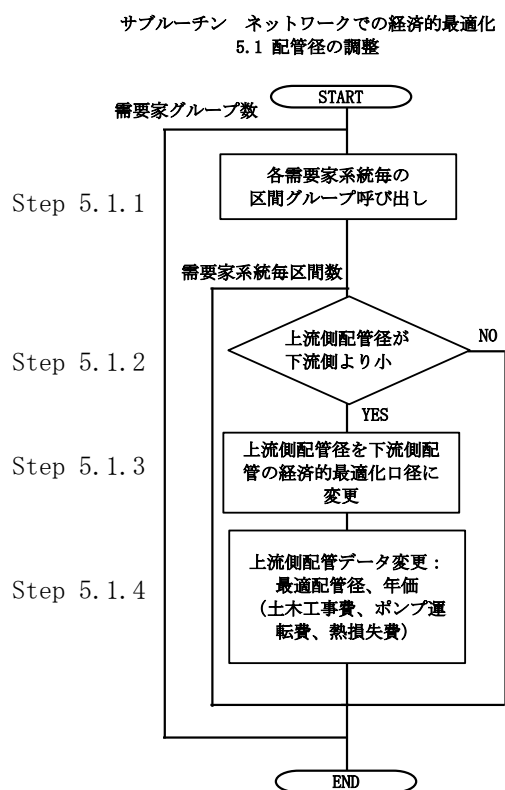 サブルーチン　ネットワークでの経済的最適化
5.1 配管径の調整
START
需要家グループ数
Step 5.1.1
各需要家系統毎の
区間グループ呼び出し
需要家系統毎区間数
Step 5.1.2
上流側配管径が
下流側より小
NO
YES
Step 5.1.3
上流側配管径を下流側配
管の経済的最適化口径に
変更
Step 5.1.4
上流側配管データ変更：
最適配管径、年価
（土木工事費、ポンプ運
転費、熱損失費）
END